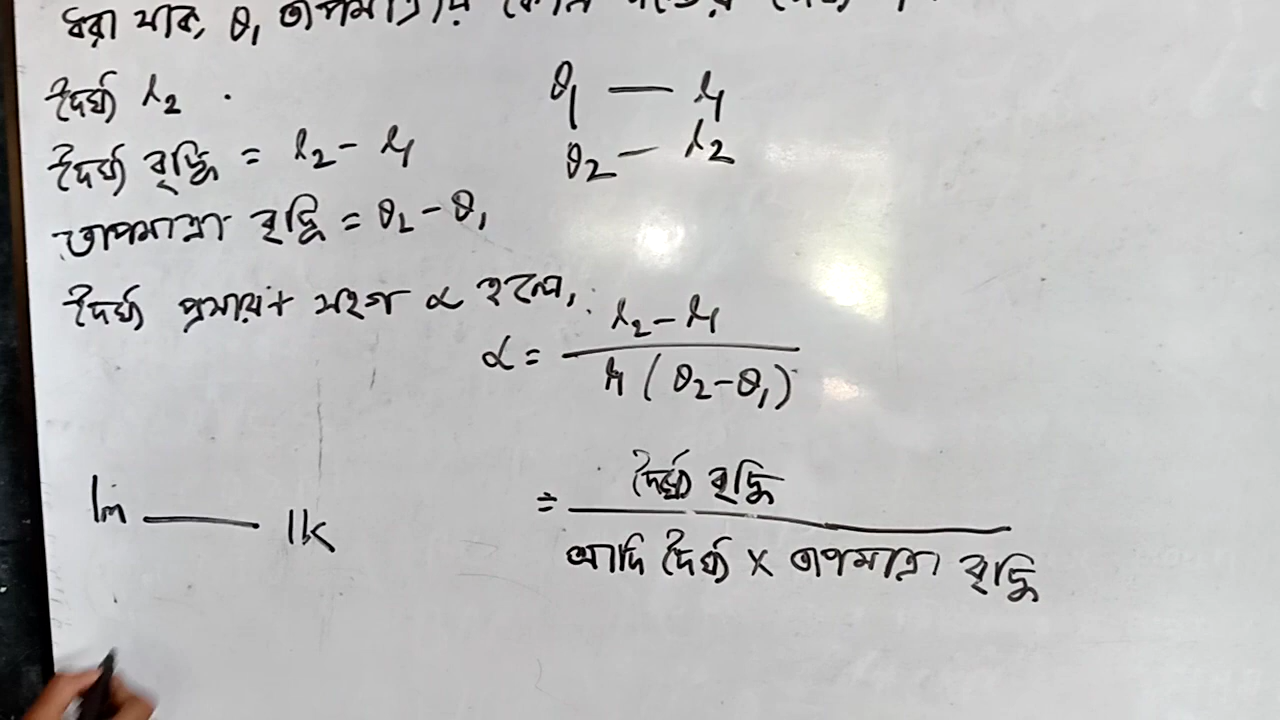 ধরা যাক, θ₁ তাপমাত্রায় কোন
দৈর্ঘ্য l₂ .
θ₁ — l₁
θ₂ — l₂
দৈর্ঘ্য বৃদ্ধি = l₂ - l₁
তাপমাত্রা বৃদ্ধি = θ₂ - θ₁
দৈর্ঘ্য প্রসারণ সহগ α হলে,
α = (l₂ - l₁) / l₁ (θ₂ - θ₁)
= দৈর্ঘ্য বৃদ্ধি / আদি দৈর্ঘ্য × তাপমাত্রা বৃদ্ধি
1m — 1K